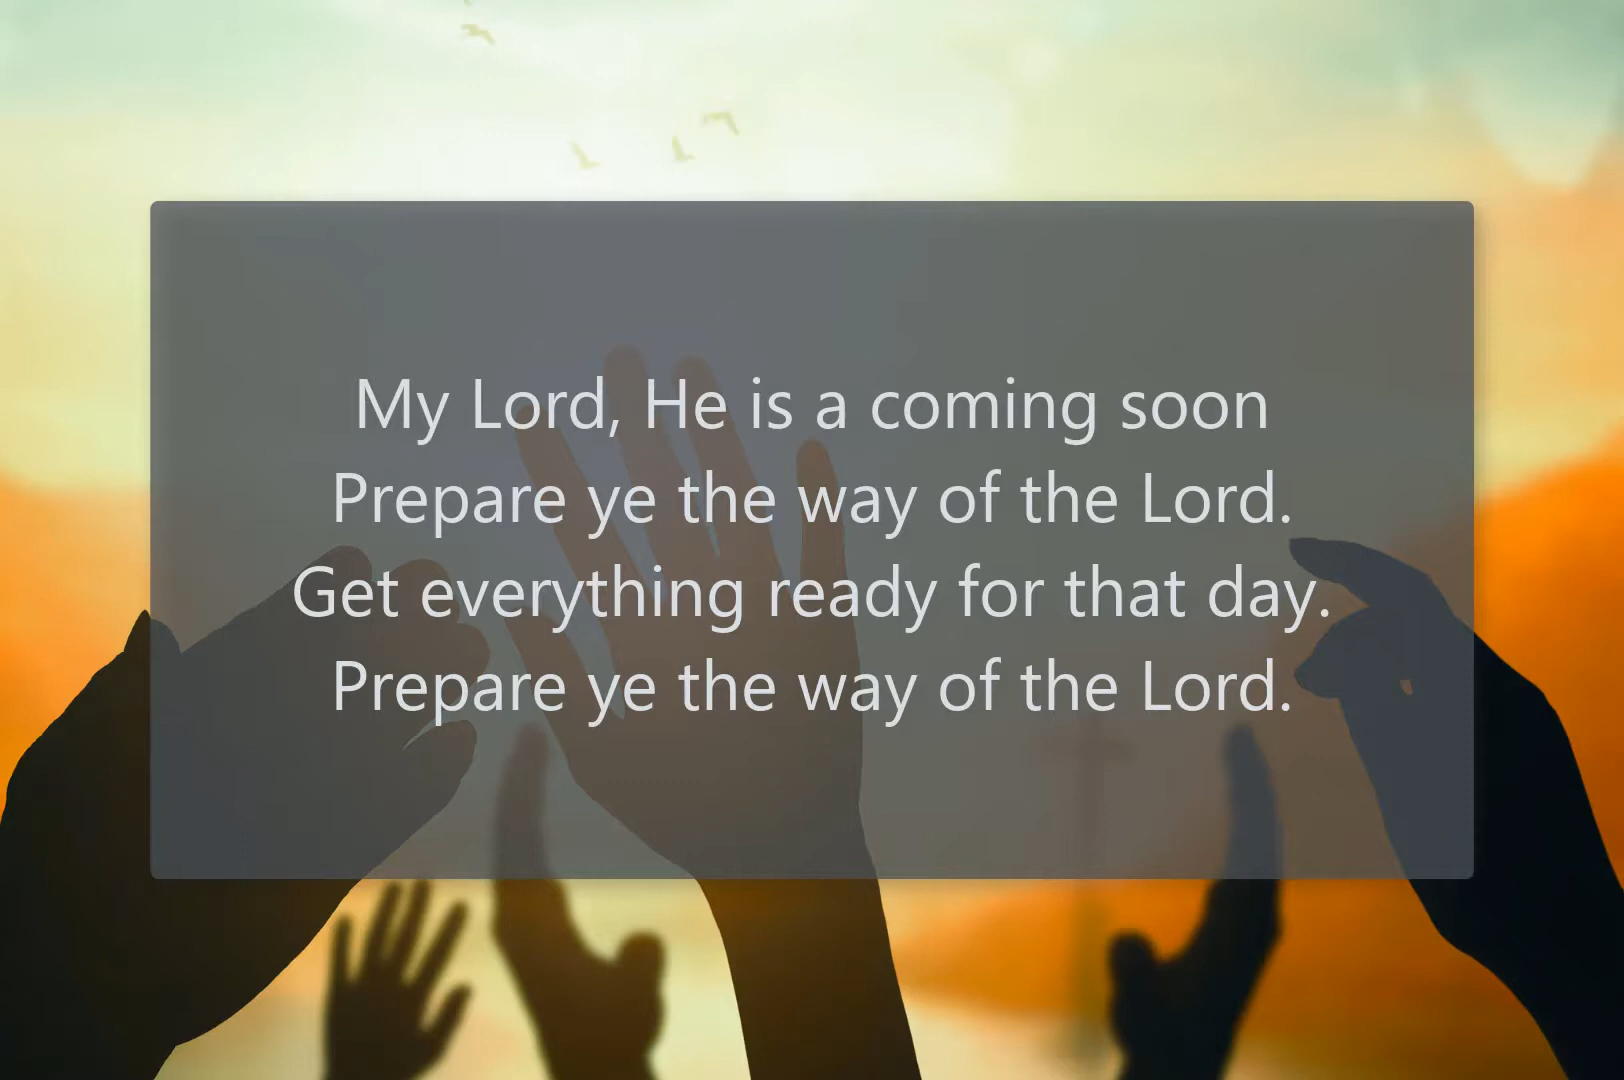 My Lord, He is a coming soon
Prepare ye the way of the Lord.
Get everything ready for that day.
Prepare ye the way of the Lord.